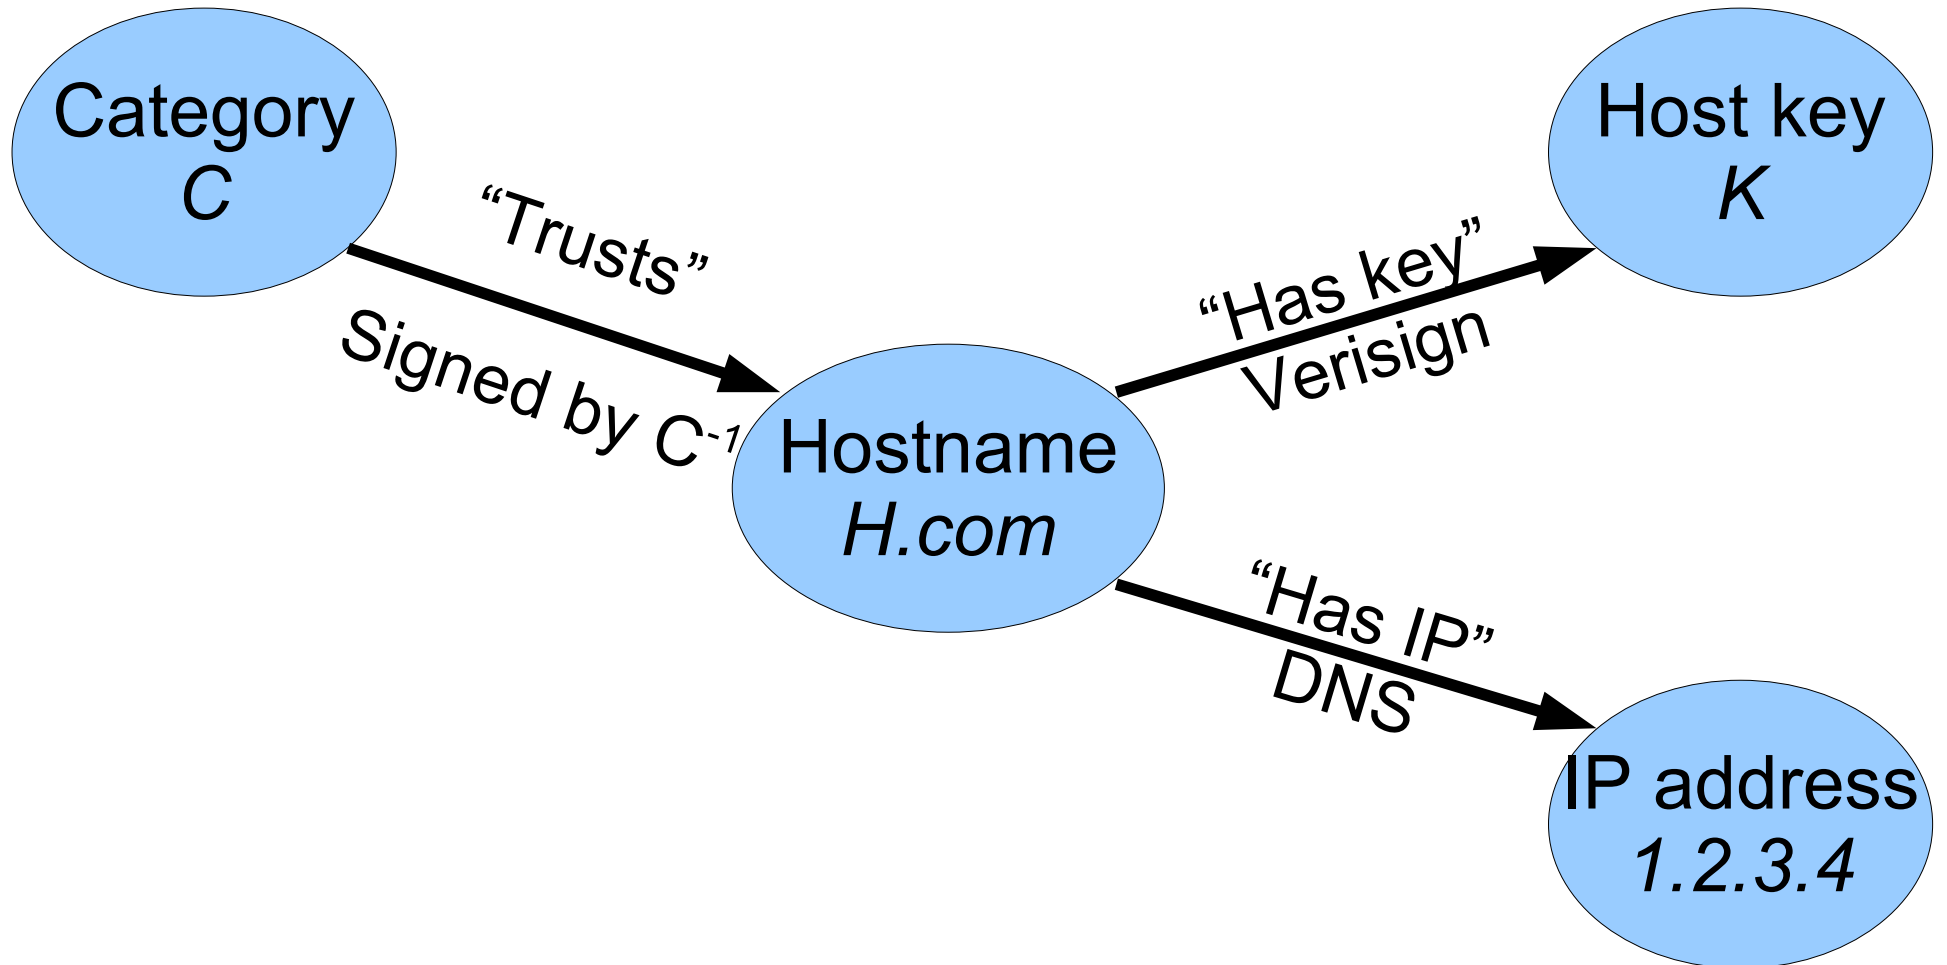 Category
C
“Trusts”
Signed by C⁻¹
Hostname
H.com
“Has key”
Verisign
Host key
K
“Has IP”
DNS
IP address
1.2.3.4